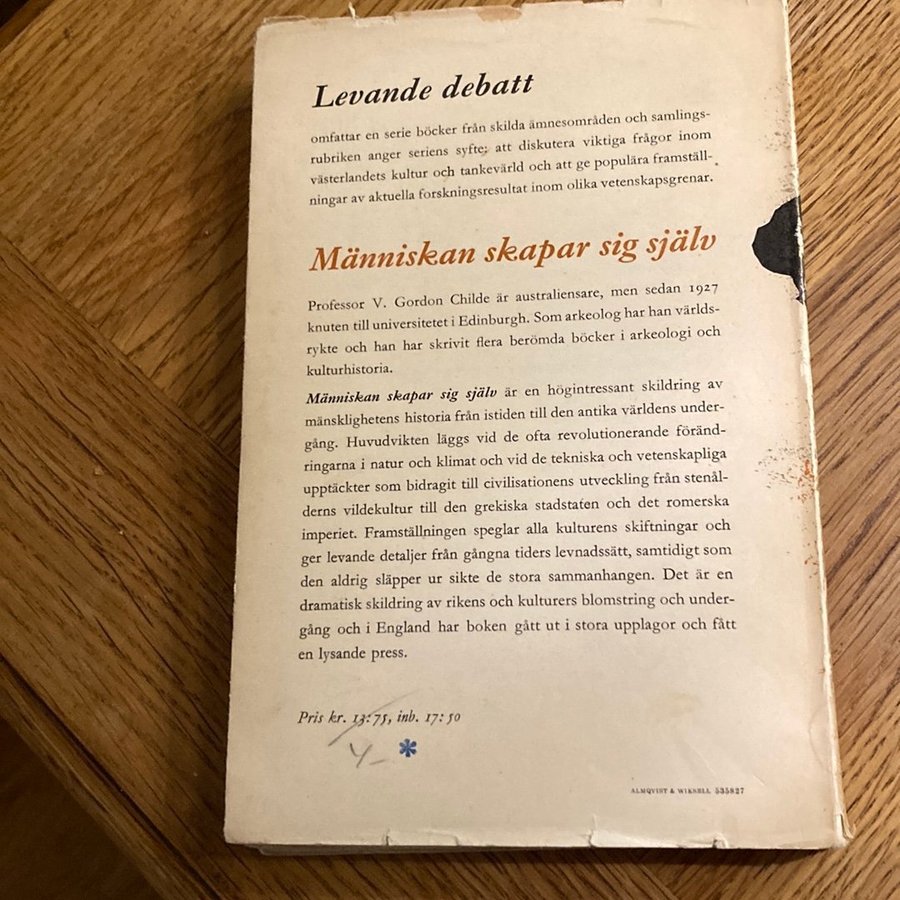 Levande debatt
omfattar en serie böcker från skilda ämnesområden och samlings-
rubriken anger seriens syfte: att diskutera viktiga frågor inom
västerlandets kultur och tankevärld och att ge populära framställ-
ningar av aktuella forskningsresultat inom olika vetenskapsgrenar.
Människan skapar sig själv
Professor V. Gordon Childe är australiensare, men sedan 1927
knuten till universitetet i Edinburgh. Som arkeolog har han världs-
rykte och han har skrivit flera berömda böcker i arkeologi och
kulturhistoria.
Människan skapar sig själv är en högintressant skildring av
mänsklighetens historia från istiden till den antika världens under-
gång. Huvudvikten läggs vid de ofta revolutionerande föränd-
ringarna i natur och klimat och vid de tekniska och vetenskapliga
upptäckter som bidragit till civilisationens utveckling från stenål-
derns vildekultur till den grekiska stadstaten och det romerska
imperiet. Framställningen speglar alla kulturens skiftningar och
ger levande detaljer från gångna tiders levnadssätt, samtidigt som
den aldrig släpper ur sikte de stora sammanhangen. Det är en
dramatisk skildring av rikens och kulturers blomstring och under-
gång och i England har boken gått ut i stora upplagor och fått
en lysande press.
Pris kr. 13:75, inb. 17:50
4- *
ALMQVIST & WIKSELL 535827